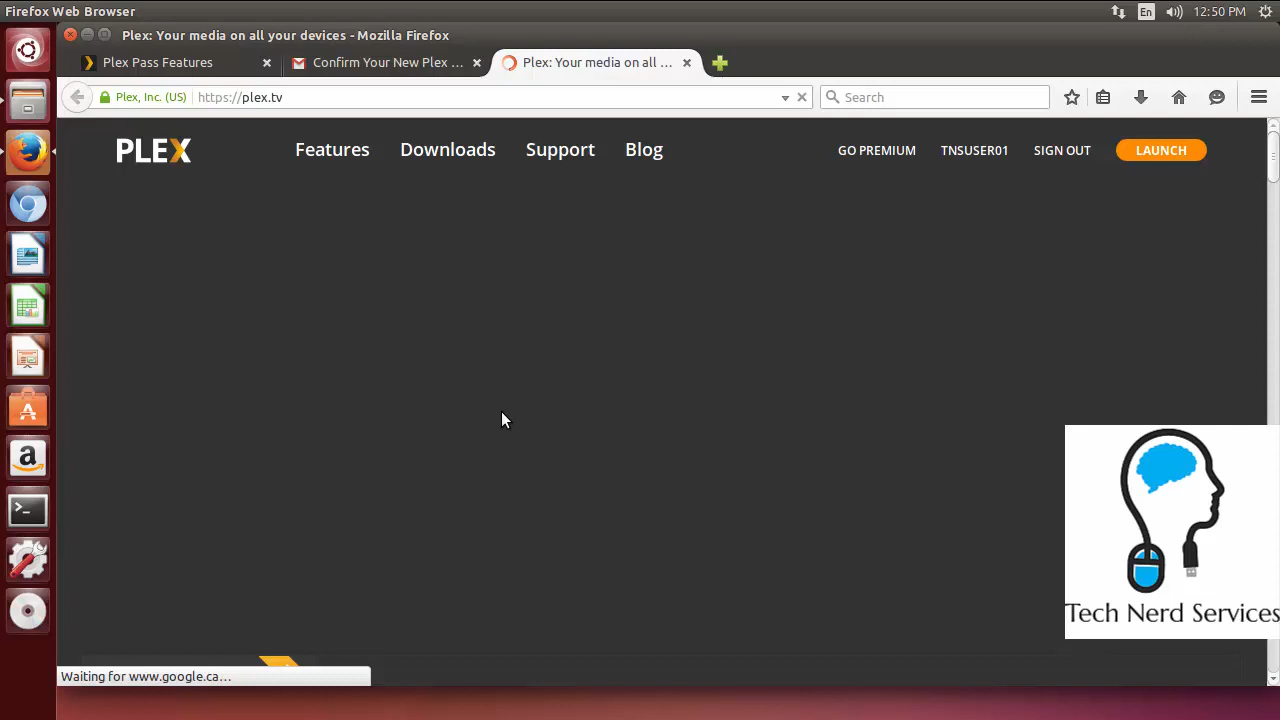 Firefox Web Browser
En
12:50 PM
Plex: Your media on all your devices - Mozilla Firefox
Plex Pass Features
Confirm Your New Plex ...
Plex: Your media on all ...
Plex, Inc. (US)
https://plex.tv
Search
PLEX
Features
Downloads
Support
Blog
GO PREMIUM
TNSUSER01
SIGN OUT
LAUNCH
Tech Nerd Services
Waiting for www.google.ca...